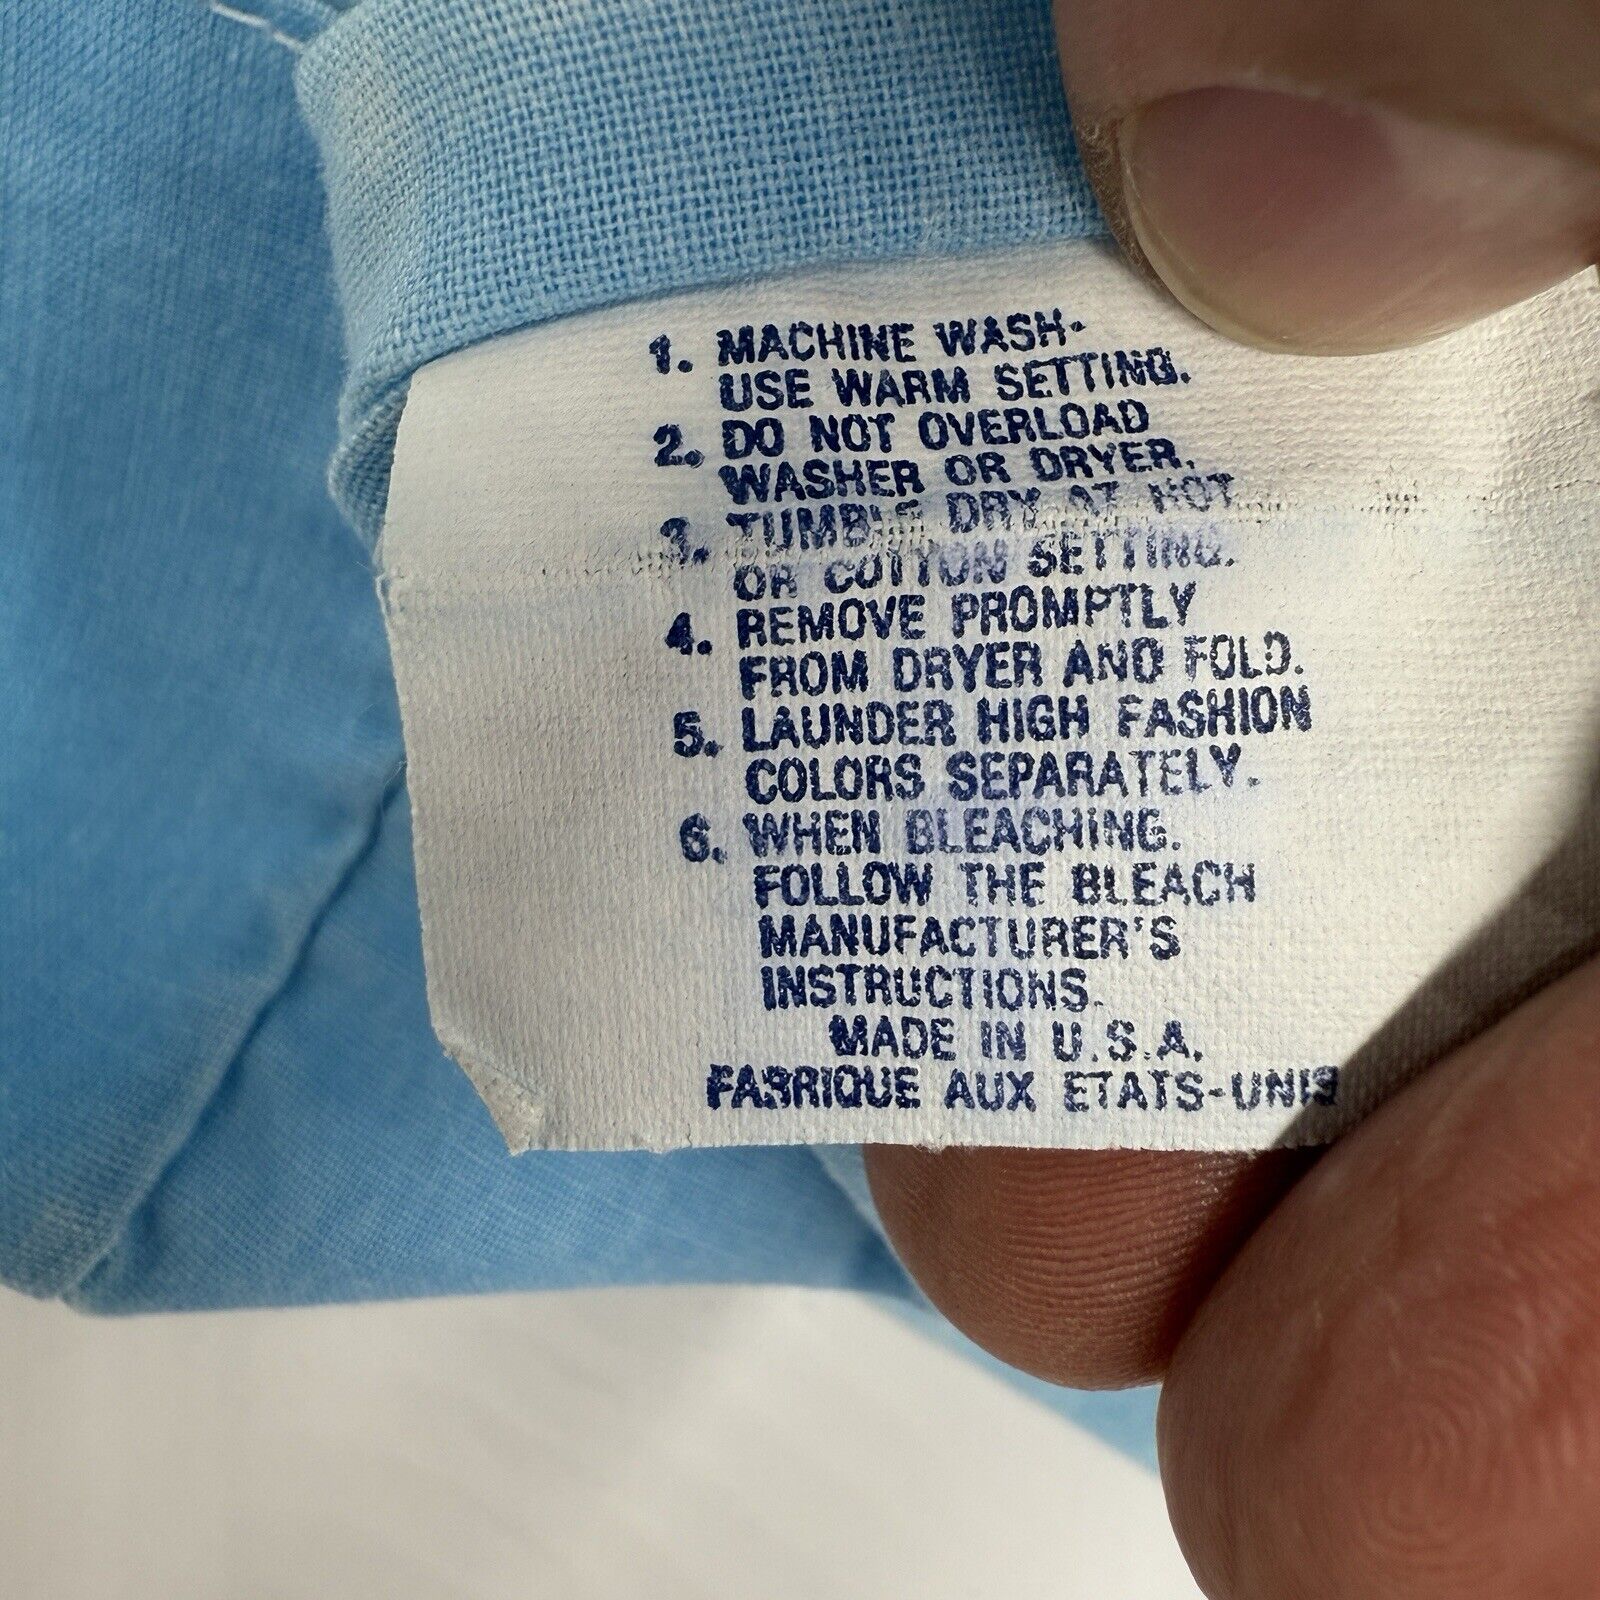 1. MACHINE WASH-
USE WARM SETTING.
2. DO NOT OVERLOAD
WASHER OR DRYER.
3. TUMBLE DRY AT HOT
OR COTTON SETTING.
4. REMOVE PROMPTLY
FROM DRYER AND FOLD.
5. LAUNDER HIGH FASHION
COLORS SEPARATELY.
6. WHEN BLEACHING.
FOLLOW THE BLEACH
MANUFACTURER'S
INSTRUCTIONS.
MADE IN U.S.A.
FABRIQUE AUX ETATS-UNIS